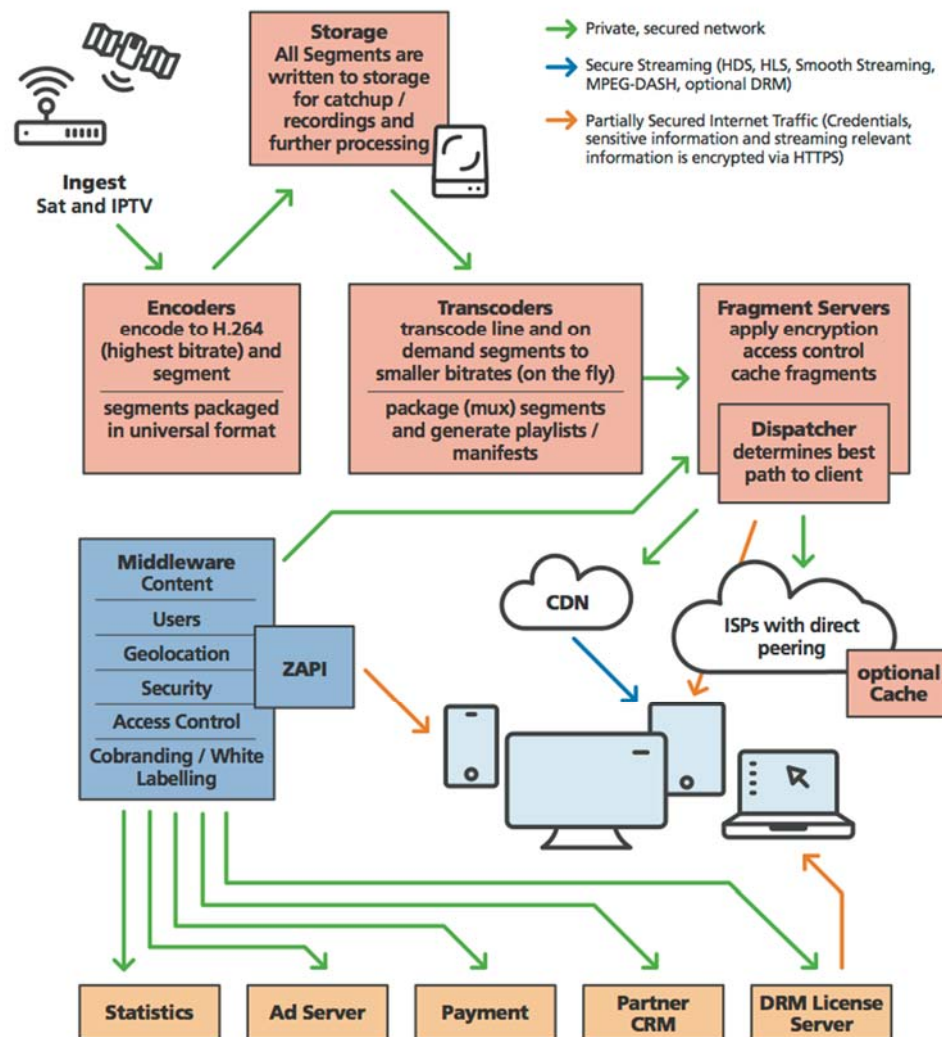 Storage
All Segments are
written to storage
for catchup /
recordings and
further processing
Private, secured network
Secure Streaming (HDS, HLS, Smooth Streaming,
MPEG-DASH, optional DRM)
Partially Secured Internet Traffic (Credentials,
sensitive information and streaming relevant
information is encrypted via HTTPS)
Ingest
Sat and IPTV
Encoders
encode to H.264
(highest bitrate) and
segment
segments packaged
in universal format
Transcoders
transcode line and on
demand segments to
smaller bitrates (on the fly)
package (mux) segments
and generate playlists /
manifests
Fragment Servers
apply encryption
access control
cache fragments
Dispatcher
determines best
path to client
Middleware
Content
Users
Geolocation
Security
Access Control
Cobranding / White
Labelling
ZAPI
CDN
ISPs with direct
peering
optional
Cache
Statistics
Ad Server
Payment
Partner
CRM
DRM License
Server